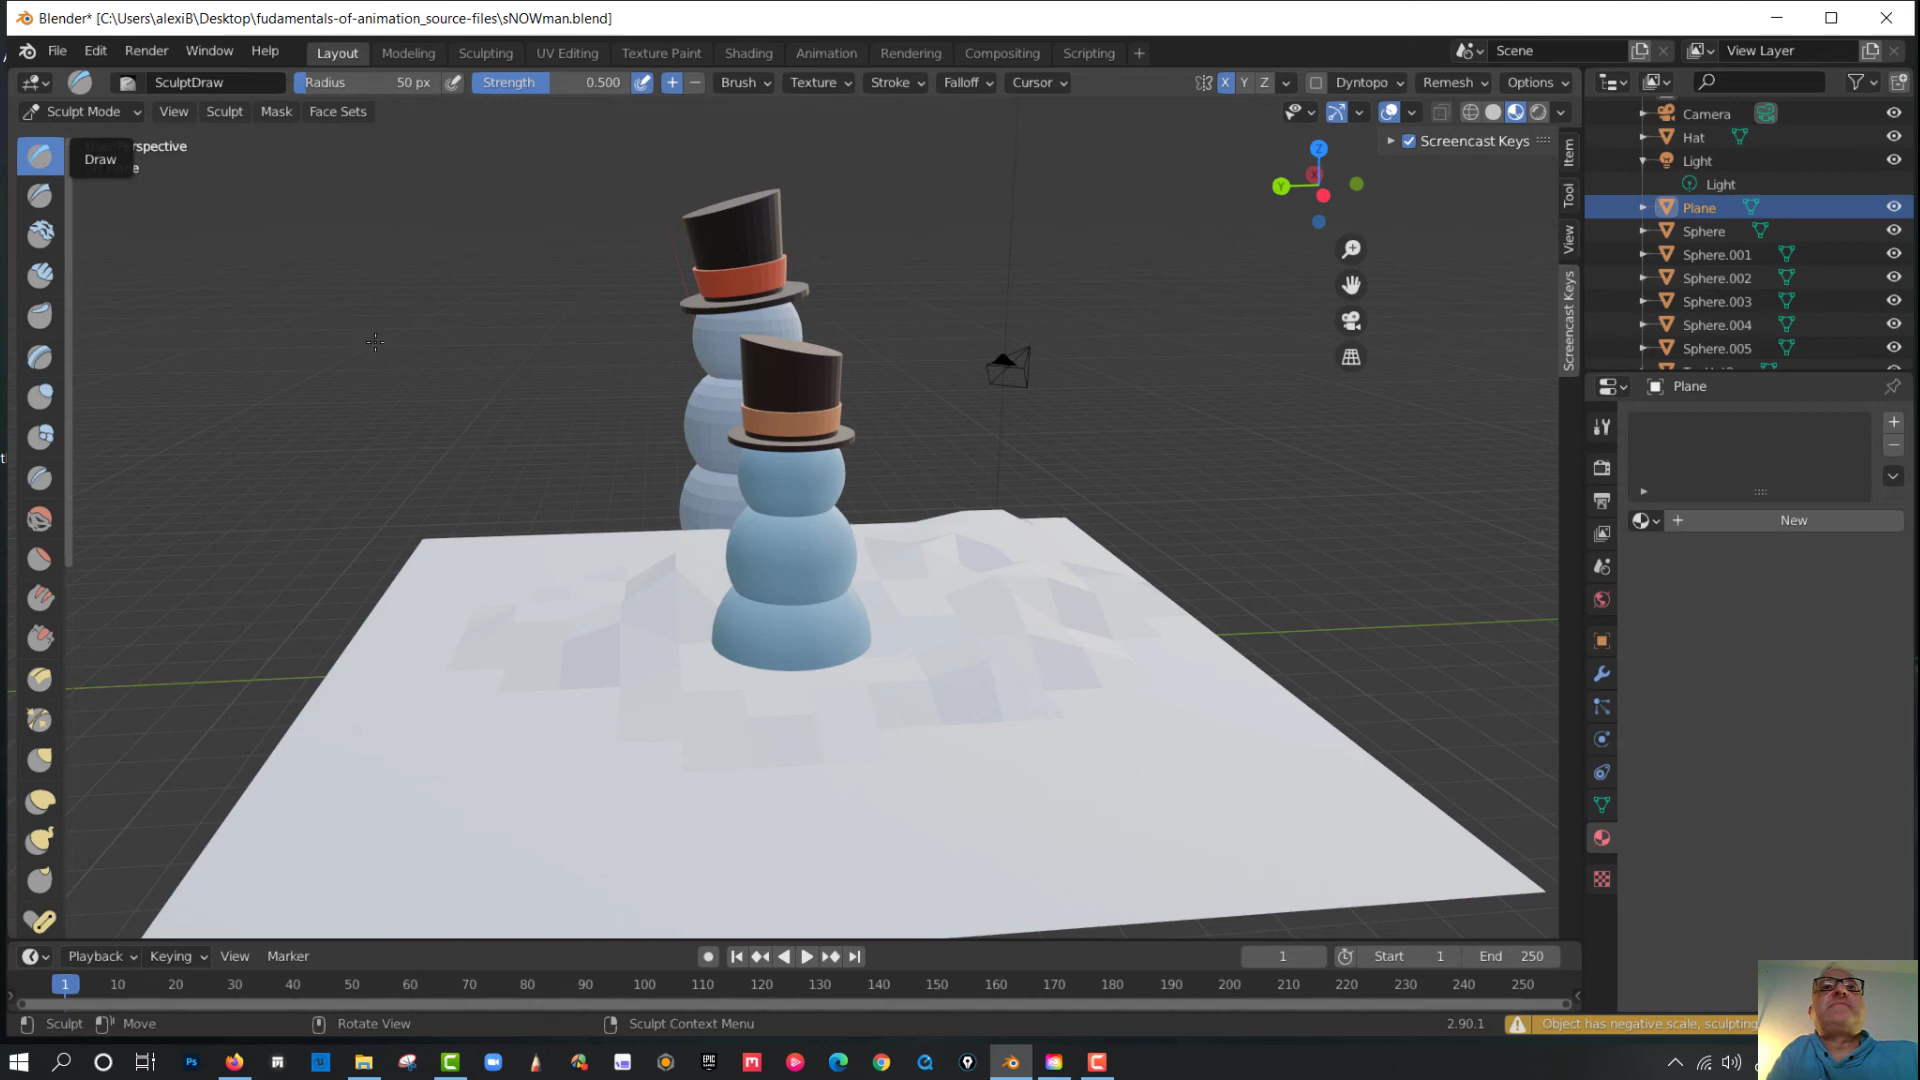 Blender* [C:\Users\alexiB\Desktop\fudamentals-of-animation_source-files\sNOWman.blend]
File Edit Render Window Help Layout Modeling Sculpting UV Editing Texture Paint Shading Animation Rendering Compositing Scripting + Scene View Layer
SculptDraw Radius 50 px Strength 0.500 + − Brush Texture Stroke Falloff Cursor X Y Z Dyntopo Remesh Options
Sculpt Mode View Sculpt Mask Face Sets
Perspective
Draw
Screencast Keys
Z
Y
X
Item
Tool
View
Screencast Keys
Camera
Hat
Light
Light
Plane
Sphere
Sphere.001
Sphere.002
Sphere.003
Sphere.004
Sphere.005
Plane
+ New
Playback Keying View Marker 1 Start 1 End 250
1 10 20 30 40 50 60 70 80 90 100 110 120 130 140 150 160 170 180 190 200 210 220 230 240 250
Sculpt Move Rotate View Sculpt Context Menu 2.90.1 Object has negative scale, sculpting
Ps
EPIC GAMES